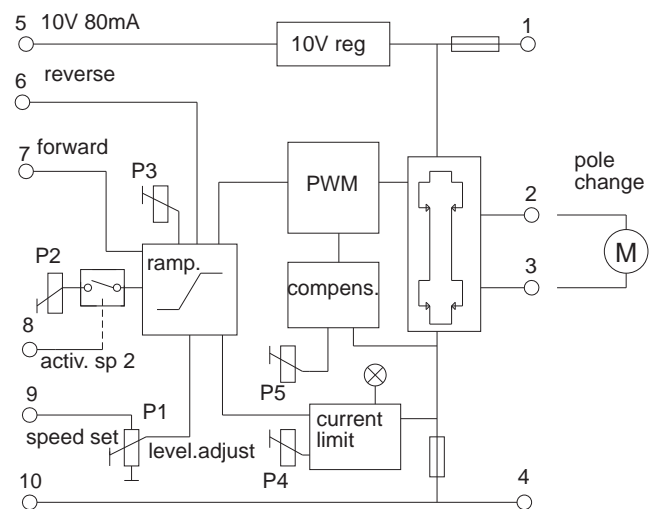 5 10V 80mA
10V reg
1
6 reverse
7 forward
P3
PWM
pole
change
2
M
3
P2
ramp.
compens.
8
activ. sp 2
P5
9
P1
speed set
level.adjust
current
limit
P4
10
4